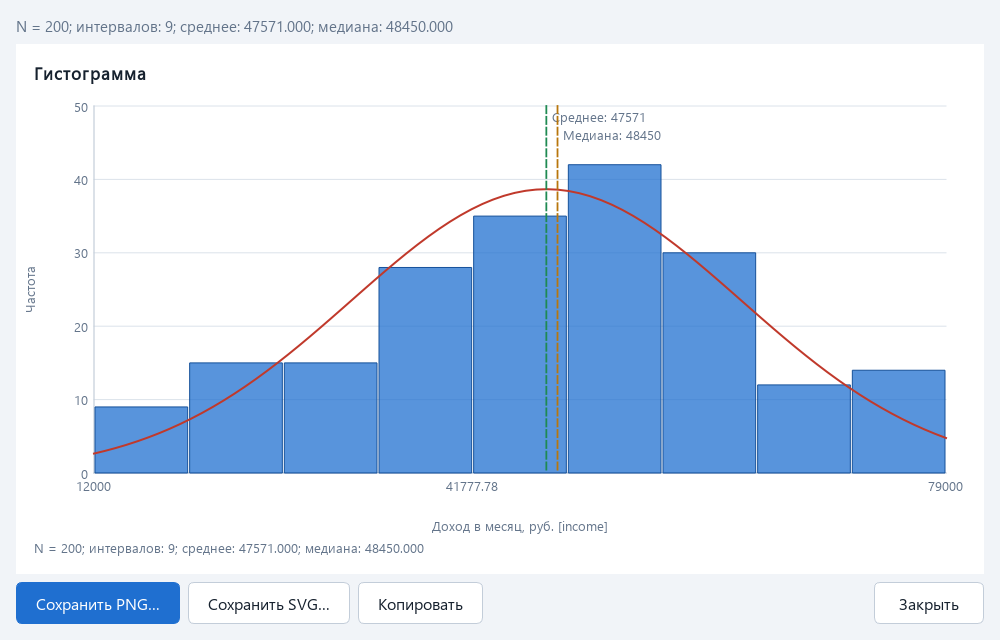 N = 200; интервалов: 9; среднее: 47571.000; медиана: 48450.000
Гистограмма
50
Среднее: 47571
Медиана: 48450
40
30
Частота
20
10
0
12000
41777.78
79000
Доход в месяц, руб. [income]
N = 200; интервалов: 9; среднее: 47571.000; медиана: 48450.000
Сохранить PNG...
Сохранить SVG...
Копировать
Закрыть